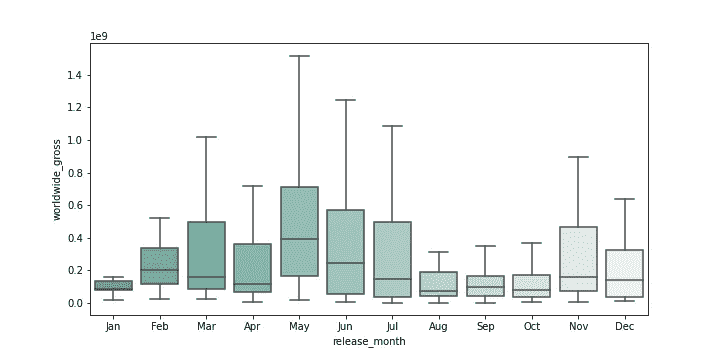 1e9
1.4
1.2
1.0
0.8
0.6
0.4
0.2
0.0
worldwide_gross
Jan Feb Mar Apr May Jun Jul Aug Sep Oct Nov Dec
release_month